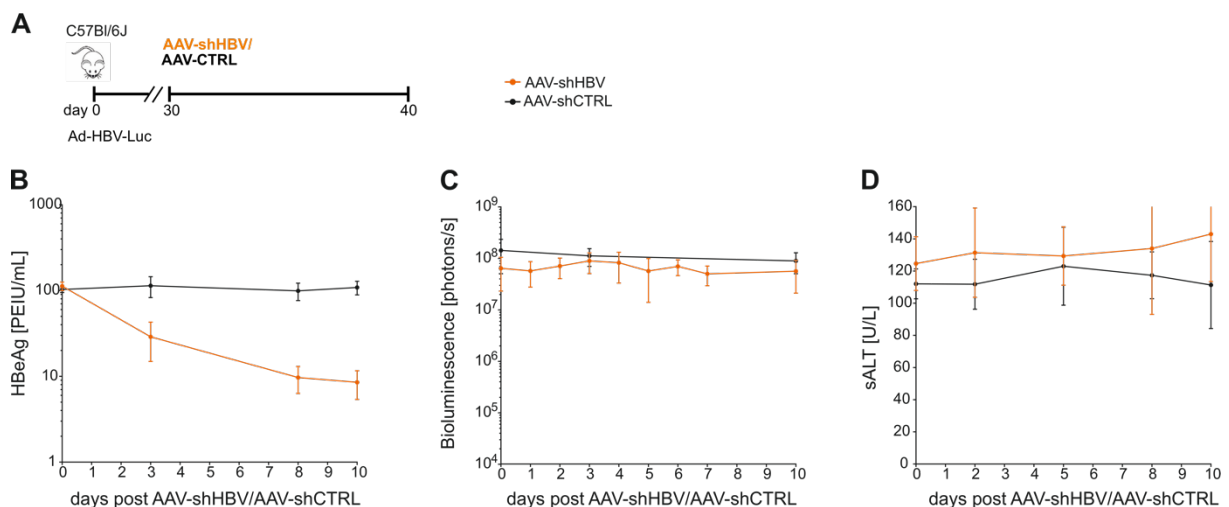 A
C57Bl/6J
AAV-shHBV/
AAV-CTRL
day 0
30
40
Ad-HBV-Luc
AAV-shHBV
AAV-shCTRL
B
HBeAg [PEIU/mL]
1000
100
10
1
0 1 2 3 4 5 6 7 8 9 10
days post AAV-shHBV/AAV-shCTRL
C
Bioluminescence [photons/s]
10⁹
10⁸
10⁷
10⁶
10⁵
10⁴
0 1 2 3 4 5 6 7 8 9 10
days post AAV-shHBV/AAV-shCTRL
D
sALT [U/L]
160
140
120
100
80
60
40
20
0
0 1 2 3 4 5 6 7 8 9 10
days post AAV-shHBV/AAV-shCTRL